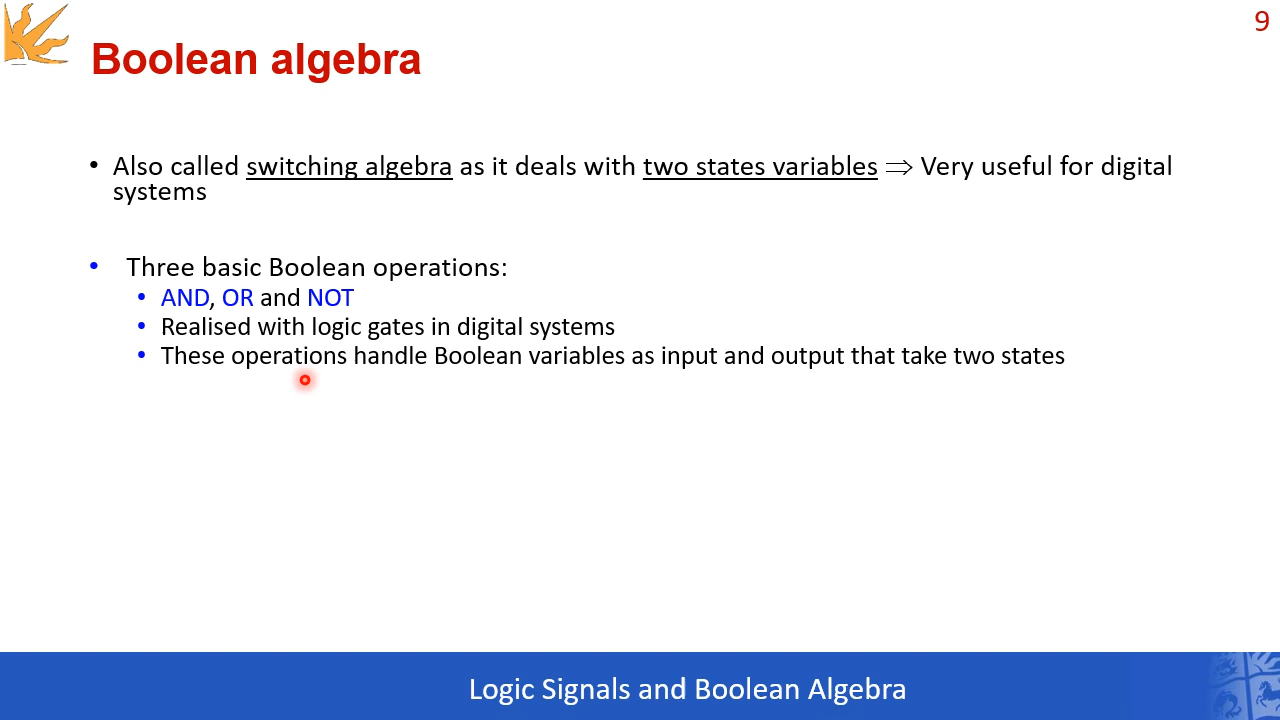 9
Boolean algebra
• Also called switching algebra as it deals with two states variables ⇒ Very useful for digital
systems
• Three basic Boolean operations:
• AND, OR and NOT
• Realised with logic gates in digital systems
• These operations handle Boolean variables as input and output that take two states
Logic Signals and Boolean Algebra